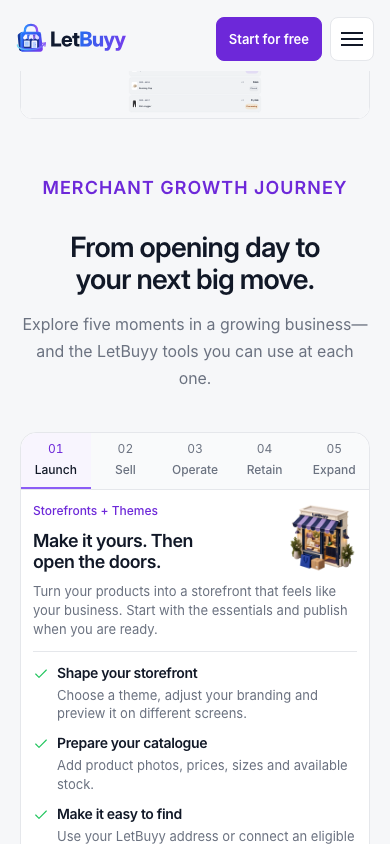 LetBuyy
Start for free
MERCHANT GROWTH JOURNEY
From opening day to
your next big move.
Explore five moments in a growing business—
and the LetBuyy tools you can use at each
one.
01
Launch
02
Sell
03
Operate
04
Retain
05
Expand
Storefronts + Themes
Make it yours. Then
open the doors.
Turn your products into a storefront that feels like
your business. Start with the essentials and publish
when you are ready.
Shape your storefront
Choose a theme, adjust your branding and
preview it on different screens.
Prepare your catalogue
Add product photos, prices, sizes and available
stock.
Make it easy to find
Use your LetBuyy address or connect an eligible